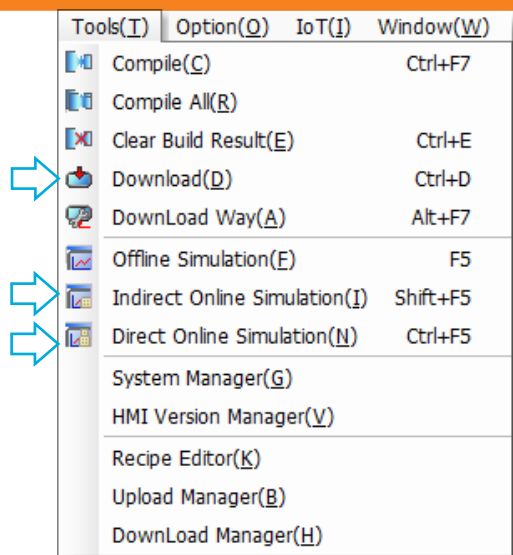 Tools(T) Option(O) IoT(I) Window(W)
Compile(C) Ctrl+F7
Compile All(R)
Clear Build Result(E) Ctrl+E
Download(D) Ctrl+D
DownLoad Way(A) Alt+F7
Offline Simulation(F) F5
Indirect Online Simulation(I) Shift+F5
Direct Online Simulation(N) Ctrl+F5
System Manager(G)
HMI Version Manager(V)
Recipe Editor(K)
Upload Manager(B)
DownLoad Manager(H)